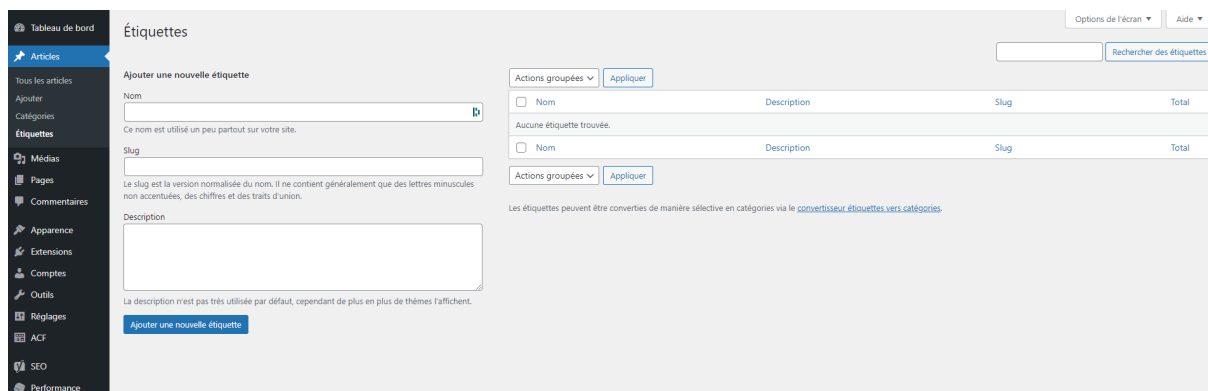 Tableau de bord
Articles
Tous les articles
Ajouter
Catégories
Étiquettes
Médias
Pages
Commentaires
Apparence
Extensions
Comptes
Outils
Réglages
ACF
SEO
Performance
Options de l'écran
Aide
Étiquettes
Rechercher des étiquettes
Ajouter une nouvelle étiquette
Nom
Ce nom est utilisé un peu partout sur votre site.
Slug
Le slug est la version normalisée du nom. Il ne contient généralement que des lettres minuscules
non accentuées, des chiffres et des traits d'union.
Description
La description n'est pas très utilisée par défaut, cependant de plus en plus de thèmes l'affichent.
Ajouter une nouvelle étiquette
Actions groupées Appliquer
Nom Description Slug Total
Aucune étiquette trouvée.
Nom Description Slug Total
Actions groupées Appliquer
Les étiquettes peuvent être converties de manière sélective en catégories via le convertisseur étiquettes vers catégories.